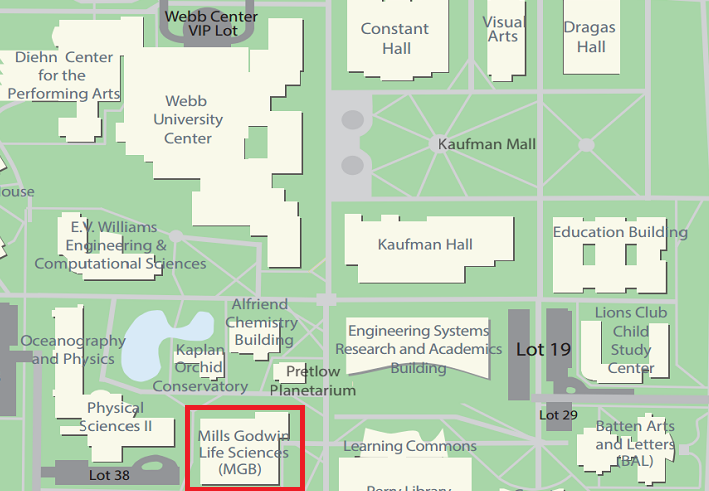 Webb Center
VIP Lot
Constant
Hall
Visual
Arts
Dragas
Hall
Diehn Center
for the
Performing Arts
Webb
University
Center
Kaufman Mall
ouse
E.V. Williams
Engineering &
Computational Sciences
Kaufman Hall
Education Building
Alfriend
Chemistry
Building
Oceanography
and Physics
Kaplan
Orchid
Conservatory
Pretlow
Planetarium
Engineering Systems
Research and Academics
Building
Lot 19
Lions Club
Child
Study
Center
Physical
Sciences II
Lot 38
Mills Godwin
Life Sciences
(MGB)
Learning Commons
Perry Library
Lot 29
Batten Arts
and Letters
(BAL)